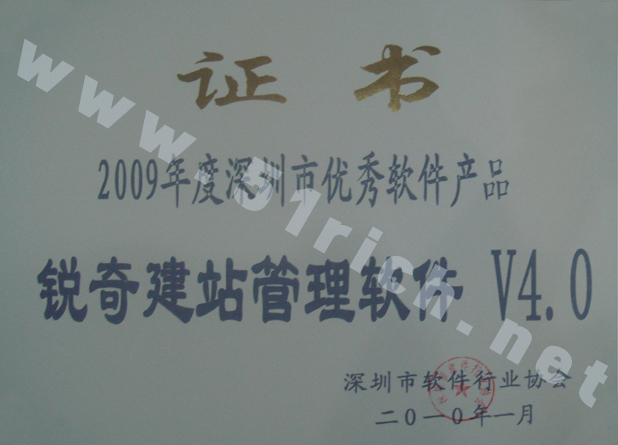 证书
2009年度深圳市优秀软件产品
锐奇建站管理软件 V4.0
深圳市软件行业协会
二〇一〇年一月
www.51rich.net